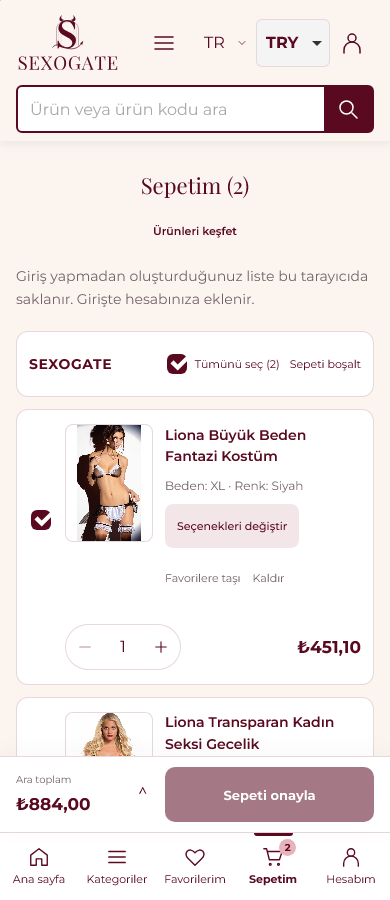 SEXOGATE
TR
TRY
Ürün veya ürün kodu ara
Sepetim (2)
Ürünleri keşfet
Giriş yapmadan oluşturduğunuz liste bu tarayıcıda
saklanır. Girişte hesabınıza eklenir.
SEXOGATE
Tümünü seç (2)
Sepeti boşalt
Liona Büyük Beden
Fantazi Kostüm
Beden: XL · Renk: Siyah
Seçenekleri değiştir
Favorilere taşı
Kaldır
− 1 +
₺451,10
Liona Transparan Kadın
Seksi Gecelik
Ara toplam
₺884,00
^
Sepeti onayla
2
Ana sayfa
Kategoriler
Favorilerim
Sepetim
Hesabım